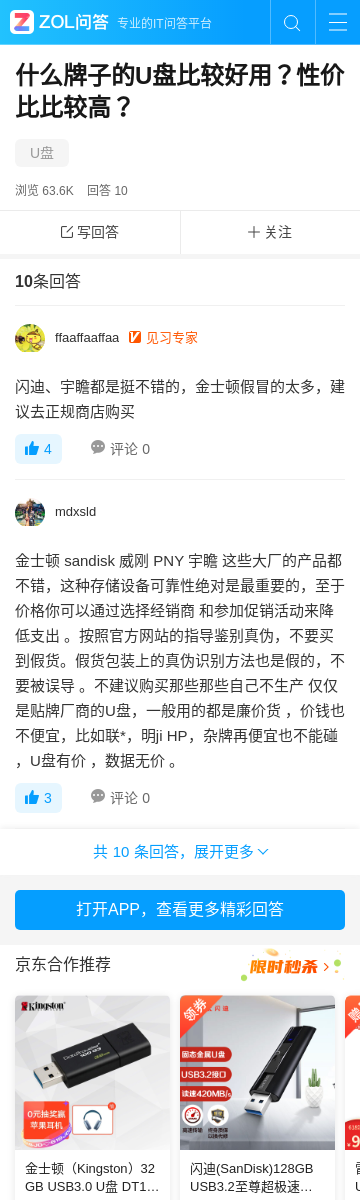 ZOL问答 专业的IT问答平台
什么牌子的U盘比较好用？性价
比比较高？
U盘
浏览 63.6K 回答 10
写回答 关注
10条回答
ffaaffaaffaa 见习专家
闪迪、宇瞻都是挺不错的，金士顿假冒的太多，建
议去正规商店购买
4 评论 0
mdxsld
金士顿 sandisk 威刚 PNY 宇瞻 这些大厂的产品都
不错，这种存储设备可靠性绝对是最重要的，至于
价格你可以通过选择经销商 和参加促销活动来降
低支出 。按照官方网站的指导鉴别真伪，不要买
到假货。假货包装上的真伪识别方法也是假的，不
要被误导 。不建议购买那些那些自己不生产 仅仅
是贴牌厂商的U盘，一般用的都是廉价货 ，价钱也
不便宜，比如联*，明ji HP，杂牌再便宜也不能碰
，U盘有价 ，数据无价 。
3 评论 0
共 10 条回答，展开更多
打开APP，查看更多精彩回答
京东合作推荐 限时秒杀
Kingston
0元抽奖赢
苹果耳机
领券
固态金属U盘
USB3.2接口
读速420MB/s
金士顿（Kingston）32
GB USB3.0 U盘 DT1...
闪迪(SanDisk)128GB
USB3.2至尊超极速...